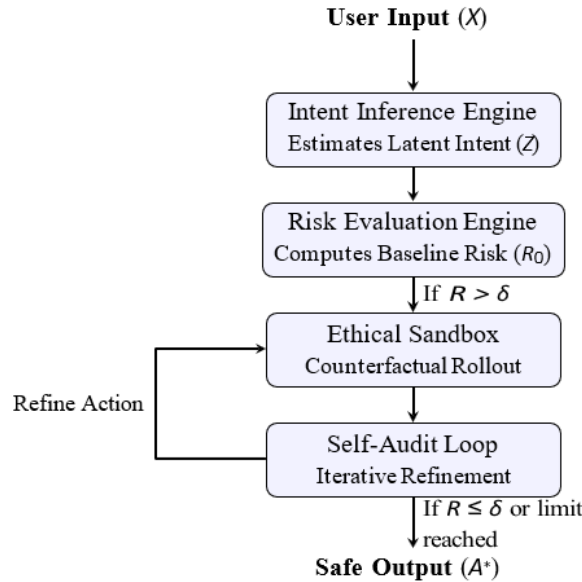 User Input (X)
Intent Inference Engine
Estimates Latent Intent (Z)
Risk Evaluation Engine
Computes Baseline Risk (R₀)
If R > δ
Ethical Sandbox
Counterfactual Rollout
Refine Action
Self-Audit Loop
Iterative Refinement
If R ≤ δ or limit
reached
Safe Output (A*)